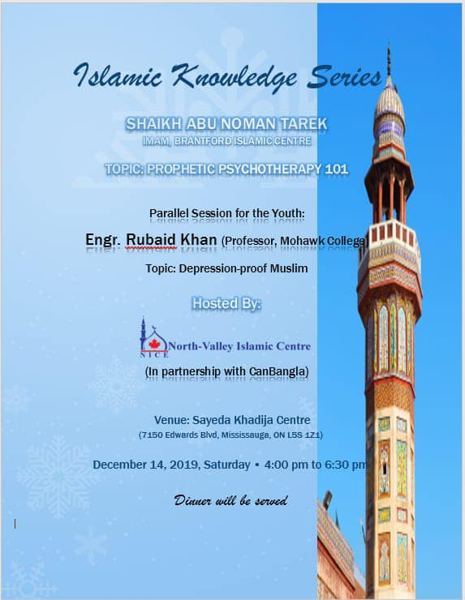 Islamic Knowledge Series
SHAIKH ABU NOMAN TAREK
IMAM, BRANTFORD ISLAMIC CENTRE
TOPIC: PROPHETIC PSYCHOTHERAPY 101
Parallel Session for the Youth:
Engr. Rubaid Khan (Professor, Mohawk College)
Topic: Depression-proof Muslim
Hosted By:
NICE North-Valley Islamic Centre
(In partnership with CanBangla)
Venue: Sayeda Khadija Centre
(7150 Edwards Blvd, Mississauga, ON L5S 1Z1)
December 14, 2019, Saturday • 4:00 pm to 6:30 pm
Dinner will be served